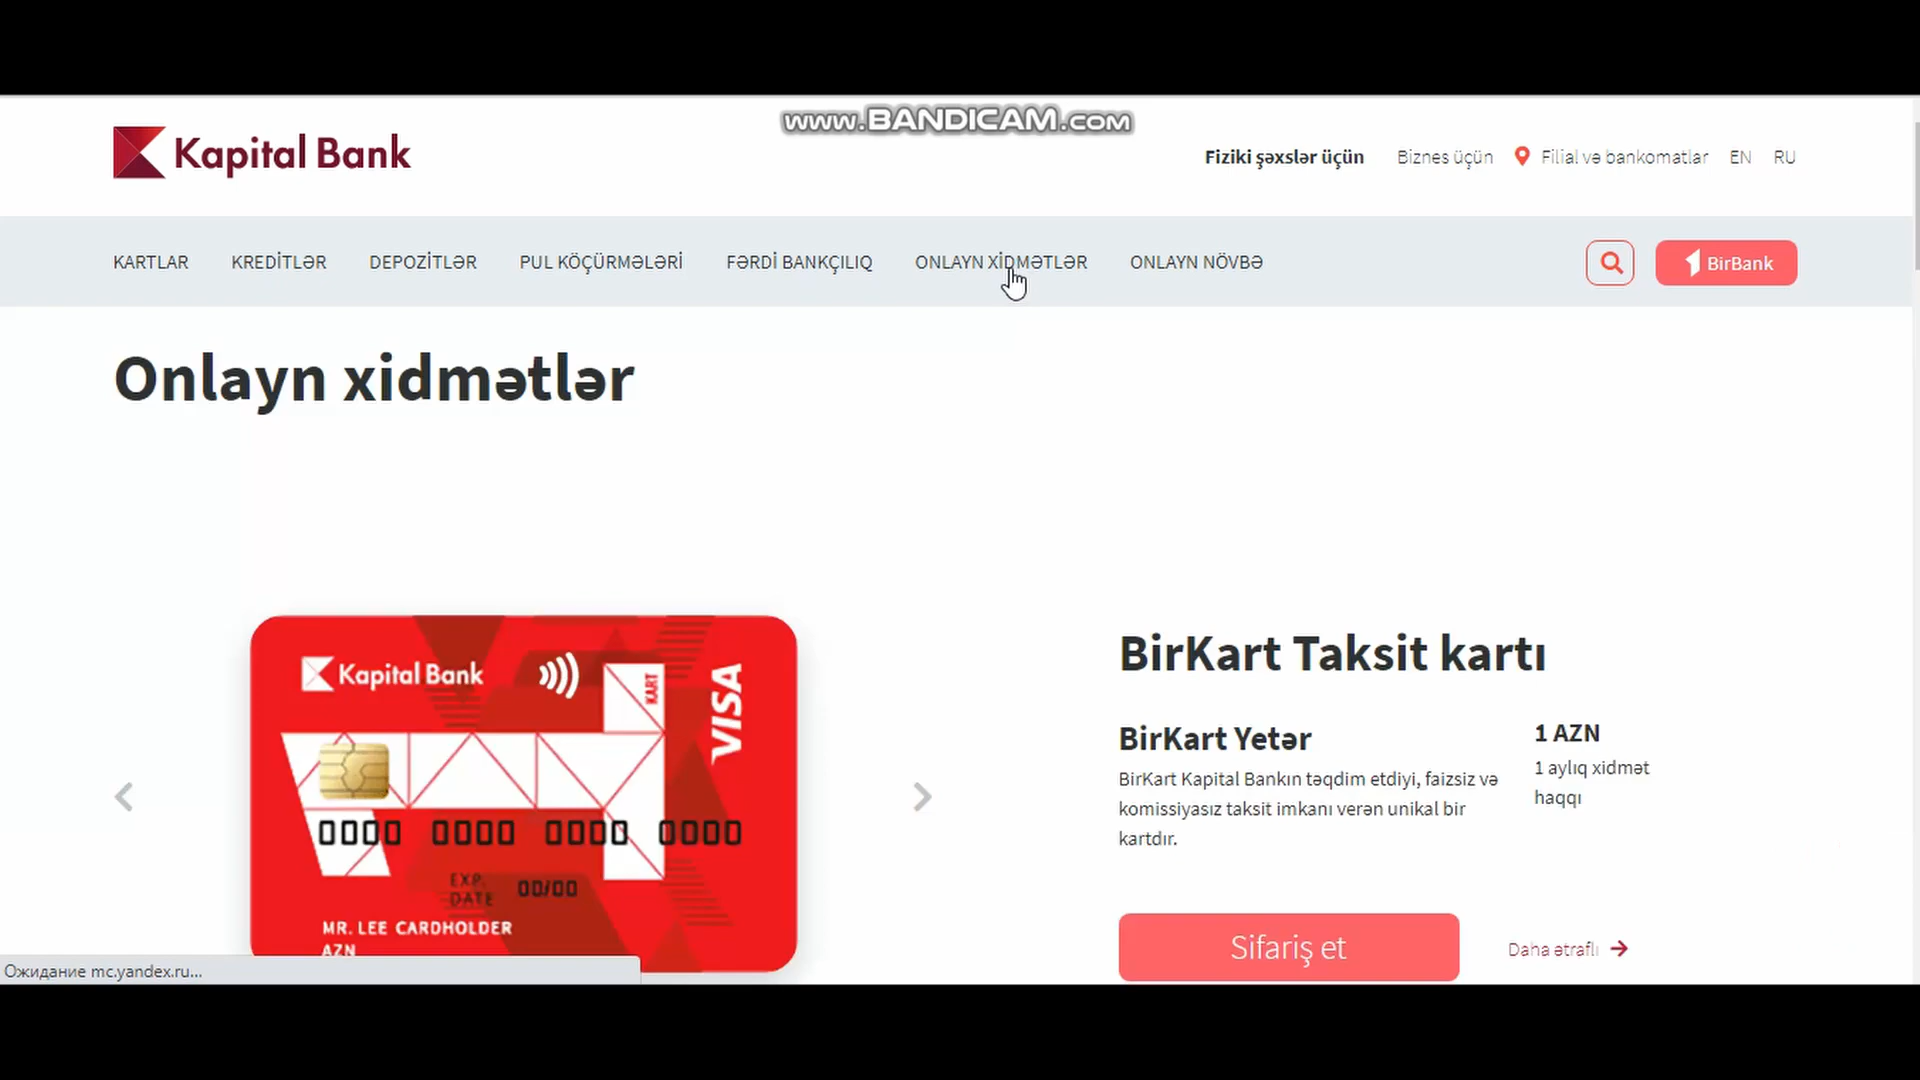 www.BANDICAM.com
Kapital Bank
Fiziki şəxslər üçün Biznes üçün Filial və bankomatlar EN RU
KARTLAR KREDİTLƏR DEPOZİTLƏR PUL KÖÇÜRMƏLƏRİ FƏRDİ BANKÇILIQ ONLAYN XİDMƏTLƏR ONLAYN NÖVBƏ BirBank
Onlayn xidmətlər
Kapital Bank
KART
VISA
0000 0000 0000 0000
EXP.
DATE 00/00
MR. LEE CARDHOLDER
AZN
BirKart Taksit kartı
BirKart Yetər
BirKart Kapital Bankın təqdim etdiyi, faizsiz və
komissiyasız taksit imkanı verən unikal bir
kartdır.
1 AZN
1 aylıq xidmət
haqqı
Sifariş et Daha ətraflı
Ожидание mc.yandex.ru...